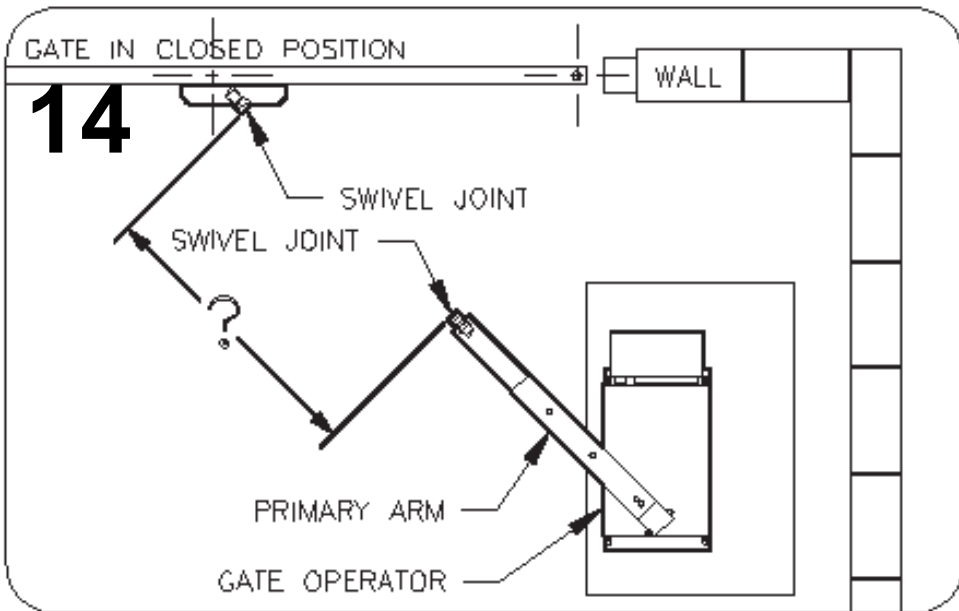 GATE IN CLOSED POSITION
WALL
14
SWIVEL JOINT
SWIVEL JOINT
?
PRIMARY ARM
GATE OPERATOR